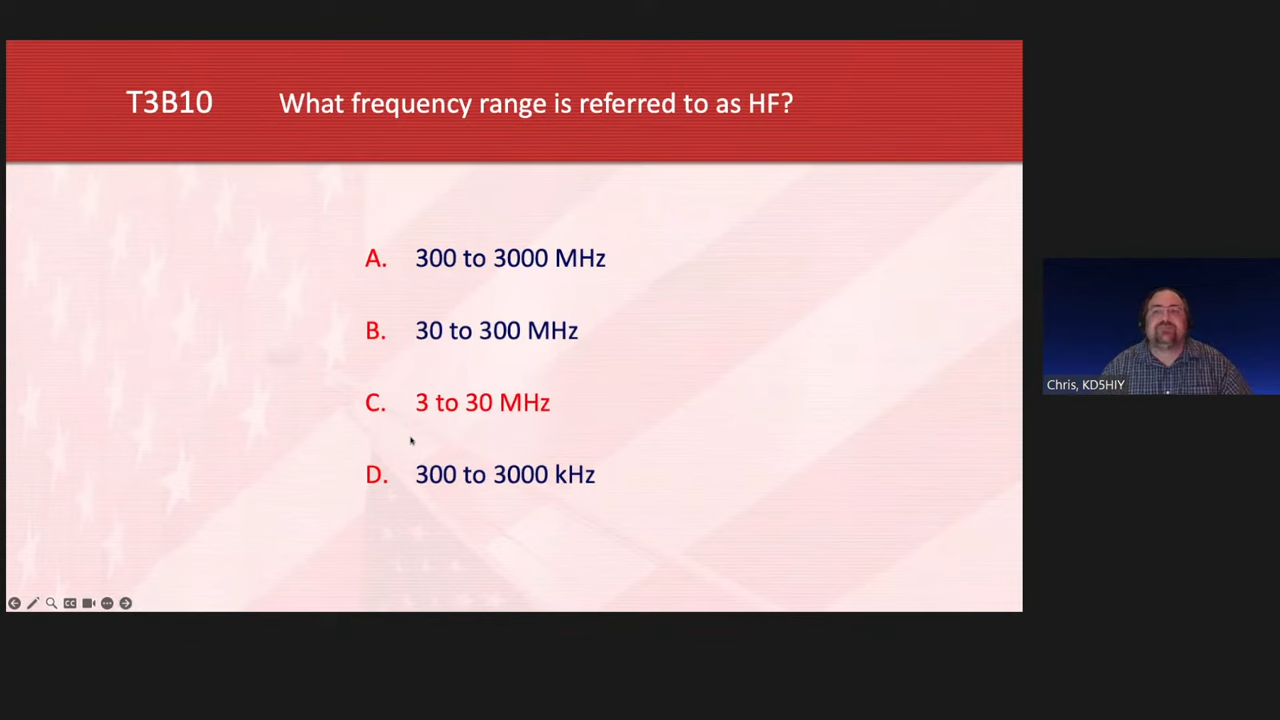 T3B10 What frequency range is referred to as HF?
A. 300 to 3000 MHz
B. 30 to 300 MHz
C. 3 to 30 MHz
D. 300 to 3000 kHz
Chris, KD5HIY
CC